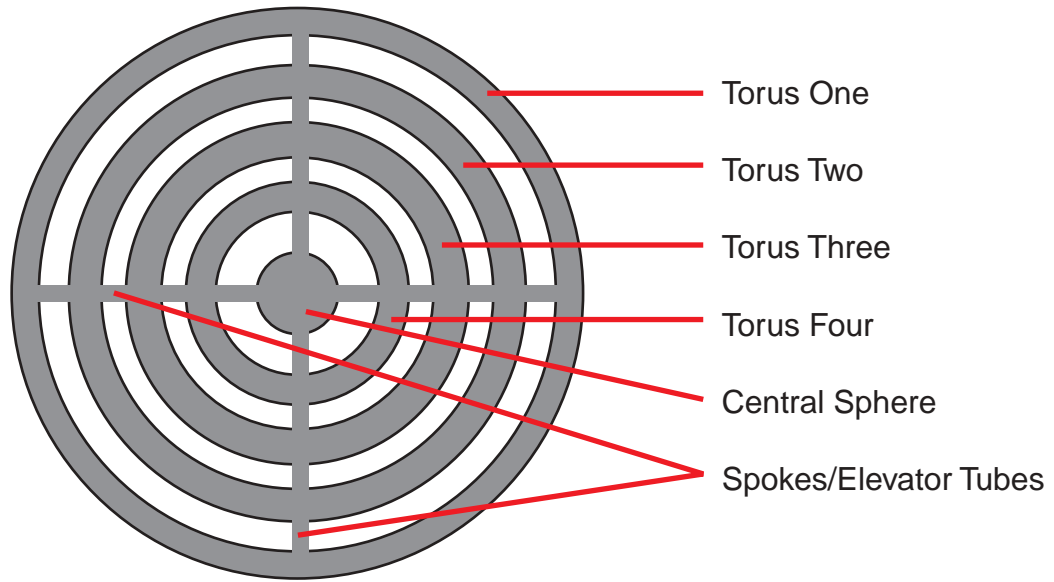 Torus One
Torus Two
Torus Three
Torus Four
Central Sphere
Spokes/Elevator Tubes